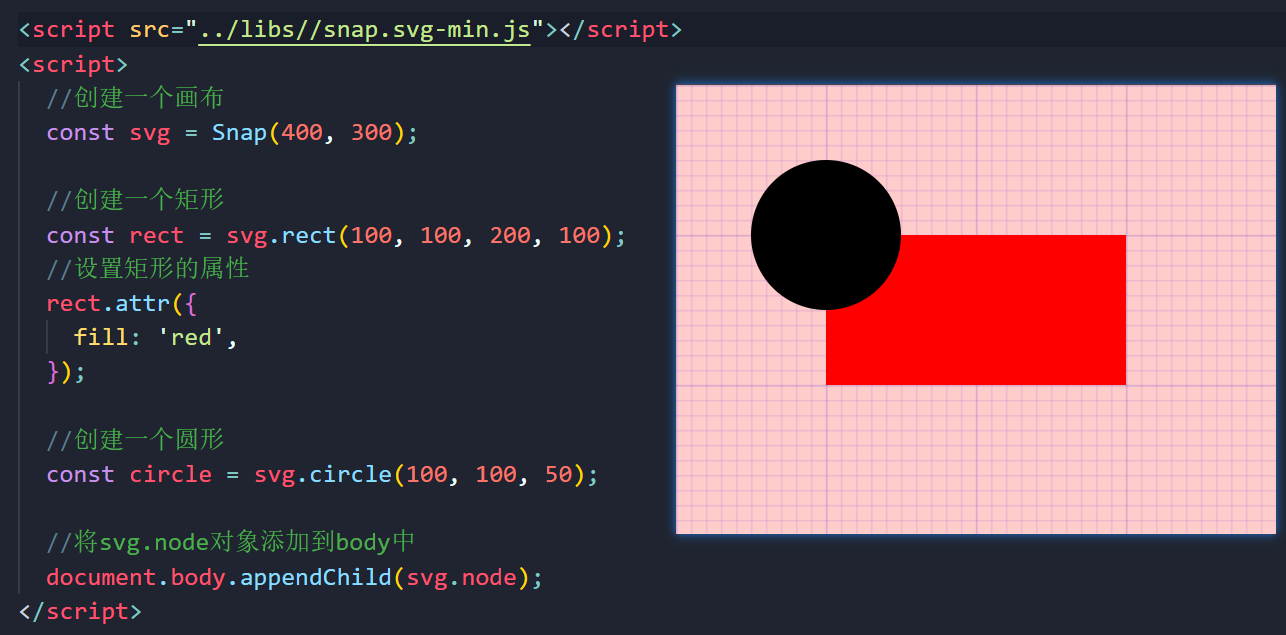 <script src="../libs//snap.svg-min.js"></script>
<script>
//创建一个画布
const svg = Snap(400, 300);
//创建一个矩形
const rect = svg.rect(100, 100, 200, 100);
//设置矩形的属性
rect.attr({
fill: 'red',
});
//创建一个圆形
const circle = svg.circle(100, 100, 50);
//将svg.node对象添加到body中
document.body.appendChild(svg.node);
</script>